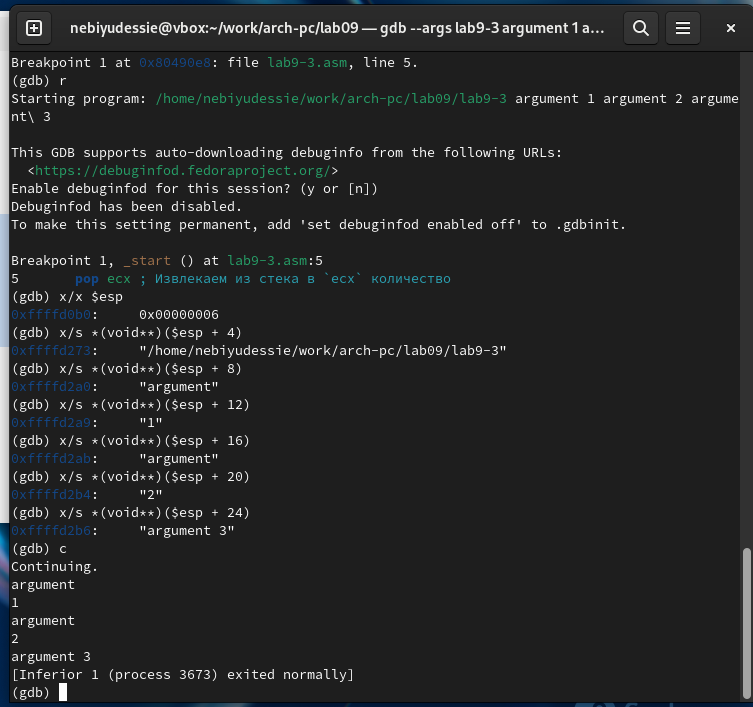 nebiyudessie@vbox:~/work/arch-pc/lab09 — gdb --args lab9-3 argument 1 a...
Breakpoint 1 at 0x80490e8: file lab9-3.asm, line 5.
(gdb) r
Starting program: /home/nebiyudessie/work/arch-pc/lab09/lab9-3 argument 1 argument 2 argume
nt\ 3

This GDB supports auto-downloading debuginfo from the following URLs:
  <https://debuginfod.fedoraproject.org/>
Enable debuginfod for this session? (y or [n])
Debuginfod has been disabled.
To make this setting permanent, add 'set debuginfod enabled off' to .gdbinit.

Breakpoint 1, _start () at lab9-3.asm:5
5       pop ecx ; Извлекаем из стека в `ecx` количество
(gdb) x/x $esp
0xffffd0b0:     0x00000006
(gdb) x/s *(void**)($esp + 4)
0xffffd273:     "/home/nebiyudessie/work/arch-pc/lab09/lab9-3"
(gdb) x/s *(void**)($esp + 8)
0xffffd2a0:     "argument"
(gdb) x/s *(void**)($esp + 12)
0xffffd2a9:     "1"
(gdb) x/s *(void**)($esp + 16)
0xffffd2ab:     "argument"
(gdb) x/s *(void**)($esp + 20)
0xffffd2b4:     "2"
(gdb) x/s *(void**)($esp + 24)
0xffffd2b6:     "argument 3"
(gdb) c
Continuing.
argument
1
argument
2
argument 3
[Inferior 1 (process 3673) exited normally]
(gdb)